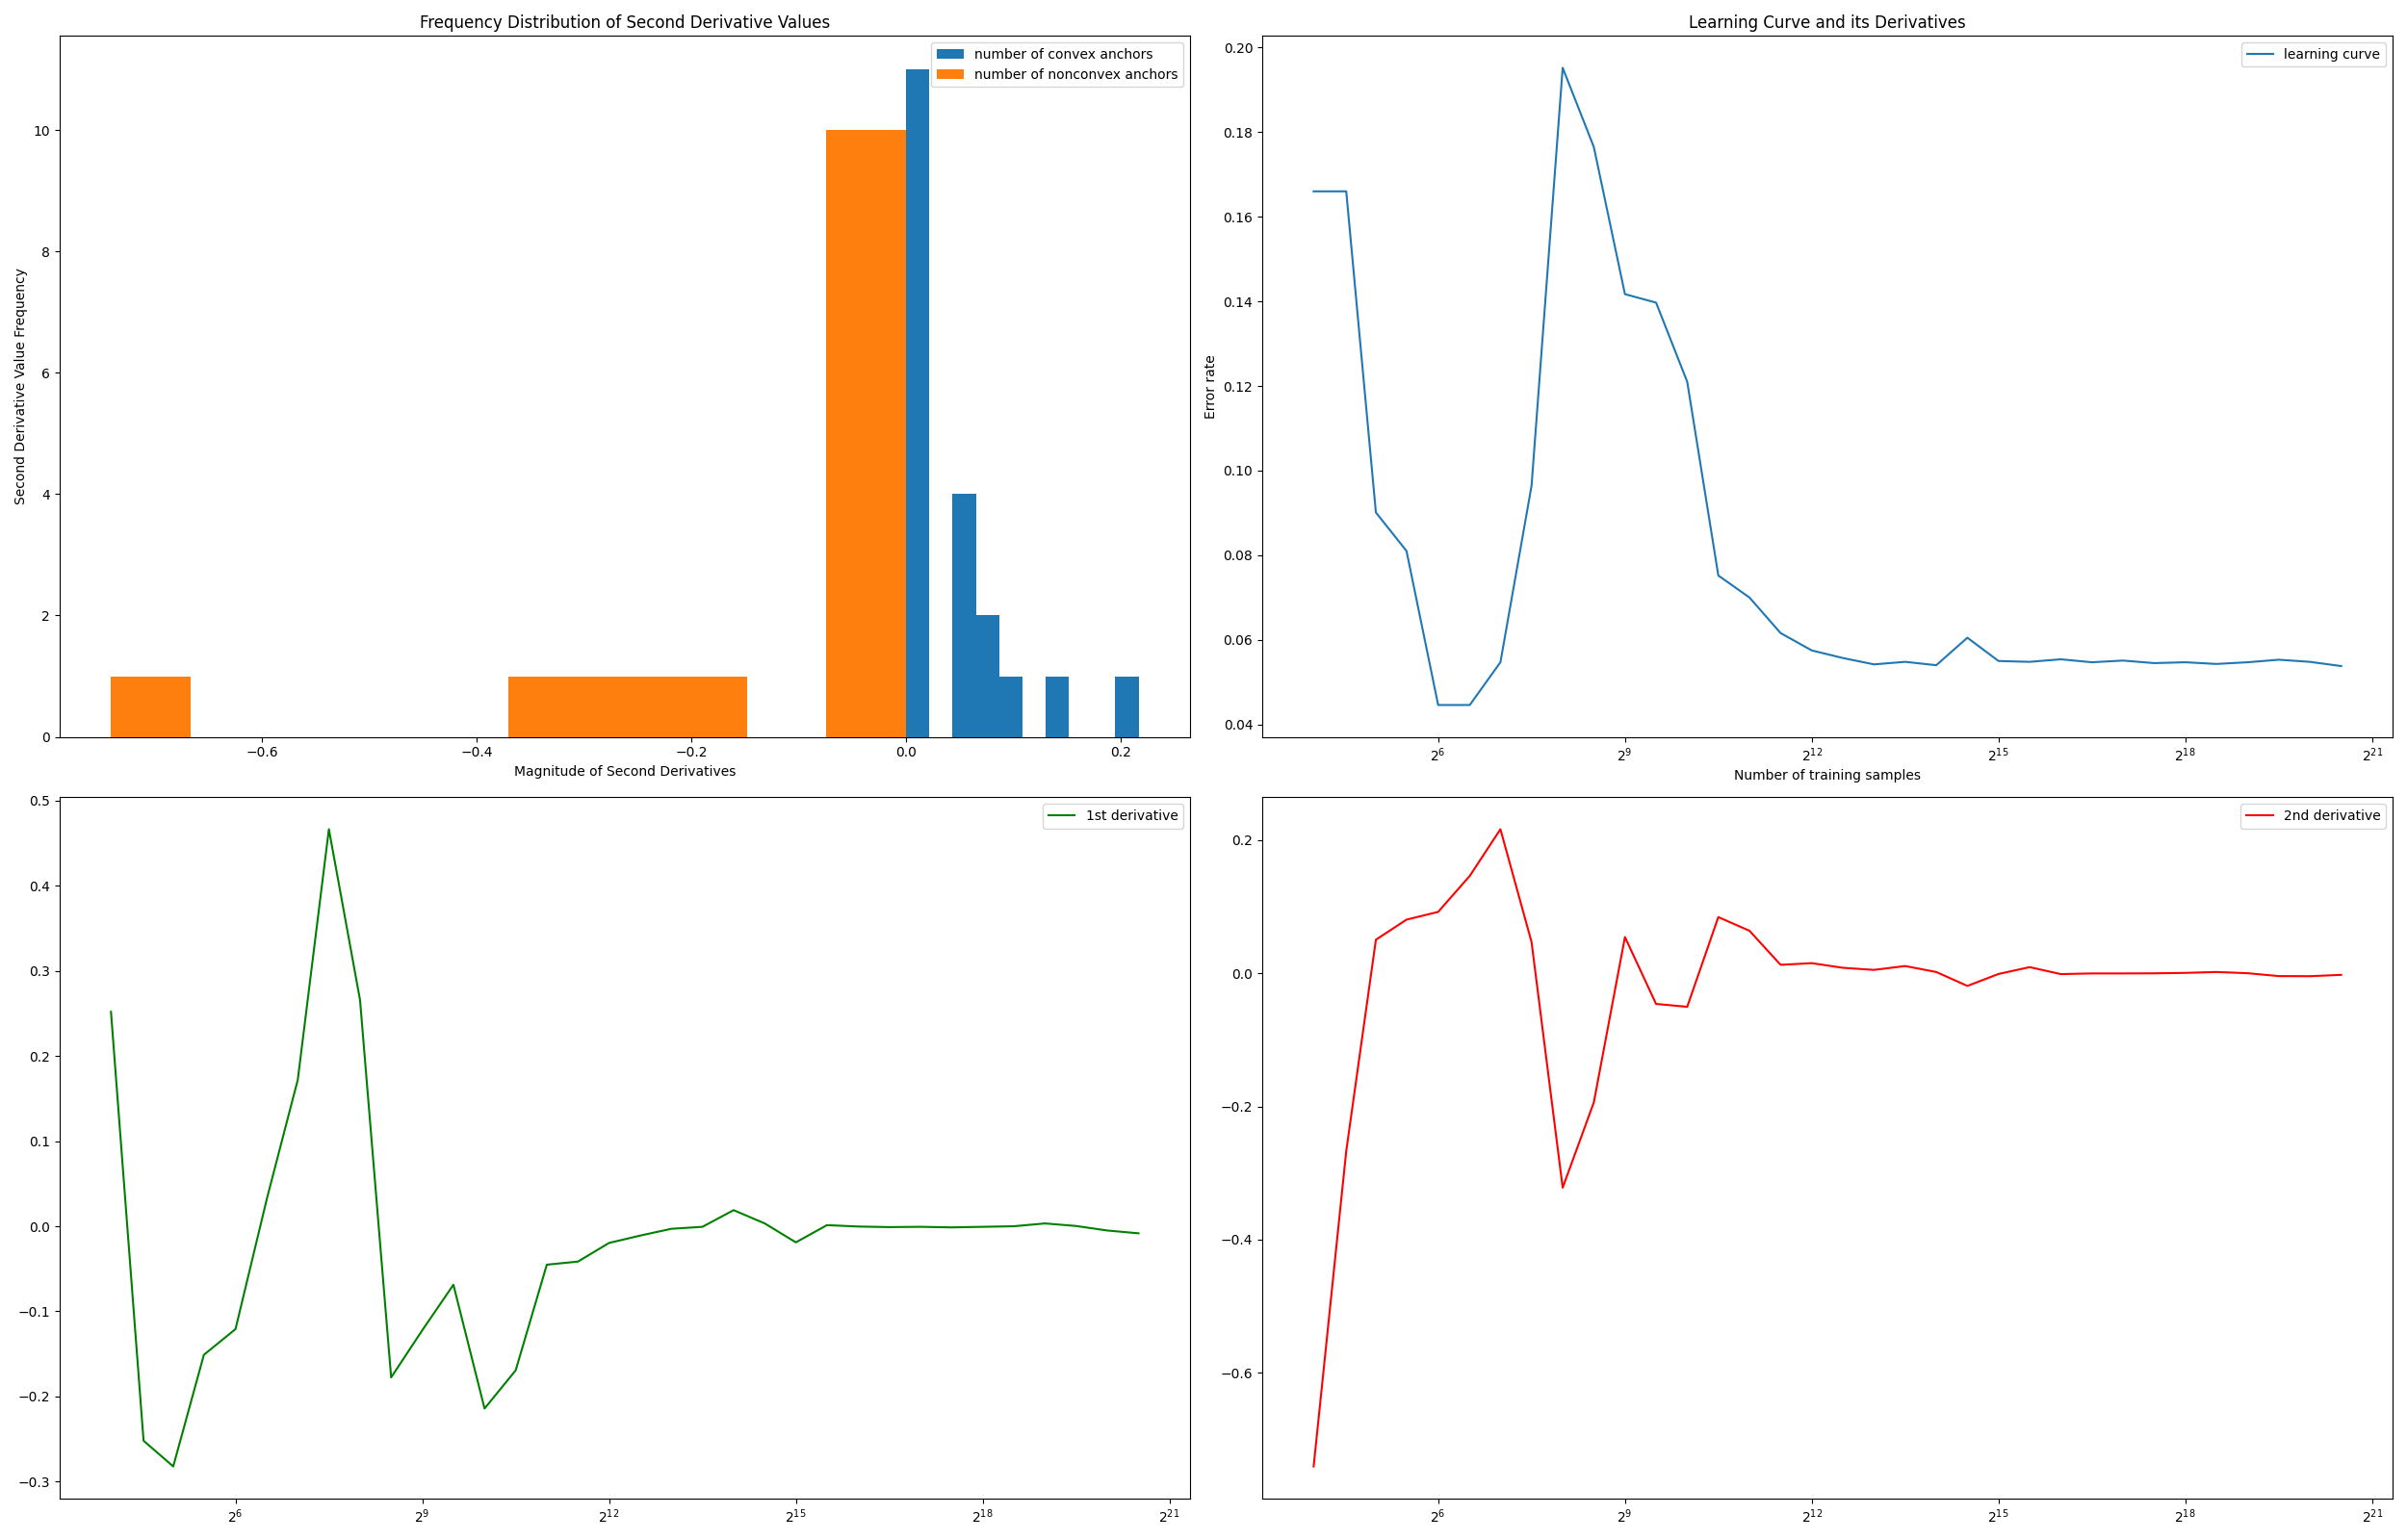 Frequency Distribution of Second Derivative Values
number of convex anchors
number of nonconvex anchors
Second Derivative Value Frequency
10
8
6
4
2
0
−0.6 −0.4 −0.2 0.0 0.2
Magnitude of Second Derivatives
Learning Curve and its Derivatives
learning curve
Error rate
0.20
0.18
0.16
0.14
0.12
0.10
0.08
0.06
0.04
2^6 2^9 2^12 2^15 2^18 2^21
Number of training samples
1st derivative
0.5
0.4
0.3
0.2
0.1
0.0
−0.1
−0.2
−0.3
2^6 2^9 2^12 2^15 2^18 2^21
2nd derivative
0.2
0.0
−0.2
−0.4
−0.6
2^6 2^9 2^12 2^15 2^18 2^21